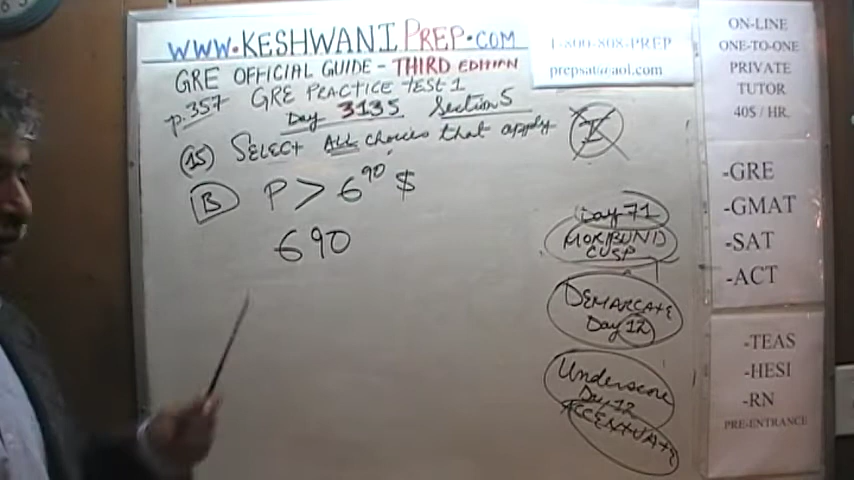 WWW.KESHWANIPREP.COM
GRE OFFICIAL GUIDE - THIRD EDITION
p.357 GRE PRACTICE TEST 1
Day 3135 Section 5
(15) SELECT ALL choices that apply
I
B P > 6 90 $
690
1-800-808-PREP
prepsat@aol.com
Day 71
MORIBUND
CUSP
DEMARCATE
Day 12
Underscore
Day 12
ACCENTUATE
ON-LINE
ONE-TO-ONE
PRIVATE
TUTOR
40$ / HR.
-GRE
-GMAT
-SAT
-ACT
-TEAS
-HESI
-RN
PRE-ENTRANCE